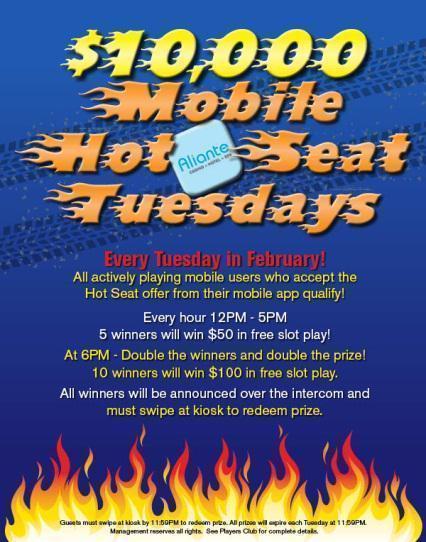 $10,000
Mobile
Hot Seat
Aliante
CASINO • HOTEL • SPA
Tuesdays
Every Tuesday in February!
All actively playing mobile users who accept the
Hot Seat offer from their mobile app qualify!
Every hour 12PM - 5PM
5 winners will win $50 in free slot play!
At 6PM - Double the winners and double the prize!
10 winners will win $100 in free slot play.
All winners will be announced over the intercom and
must swipe at kiosk to redeem prize.
Guests must swipe at kiosk by 11:59PM to redeem prize. All prizes will expire each Tuesday at 11:59PM.
Management reserves all rights. See Players Club for complete details.